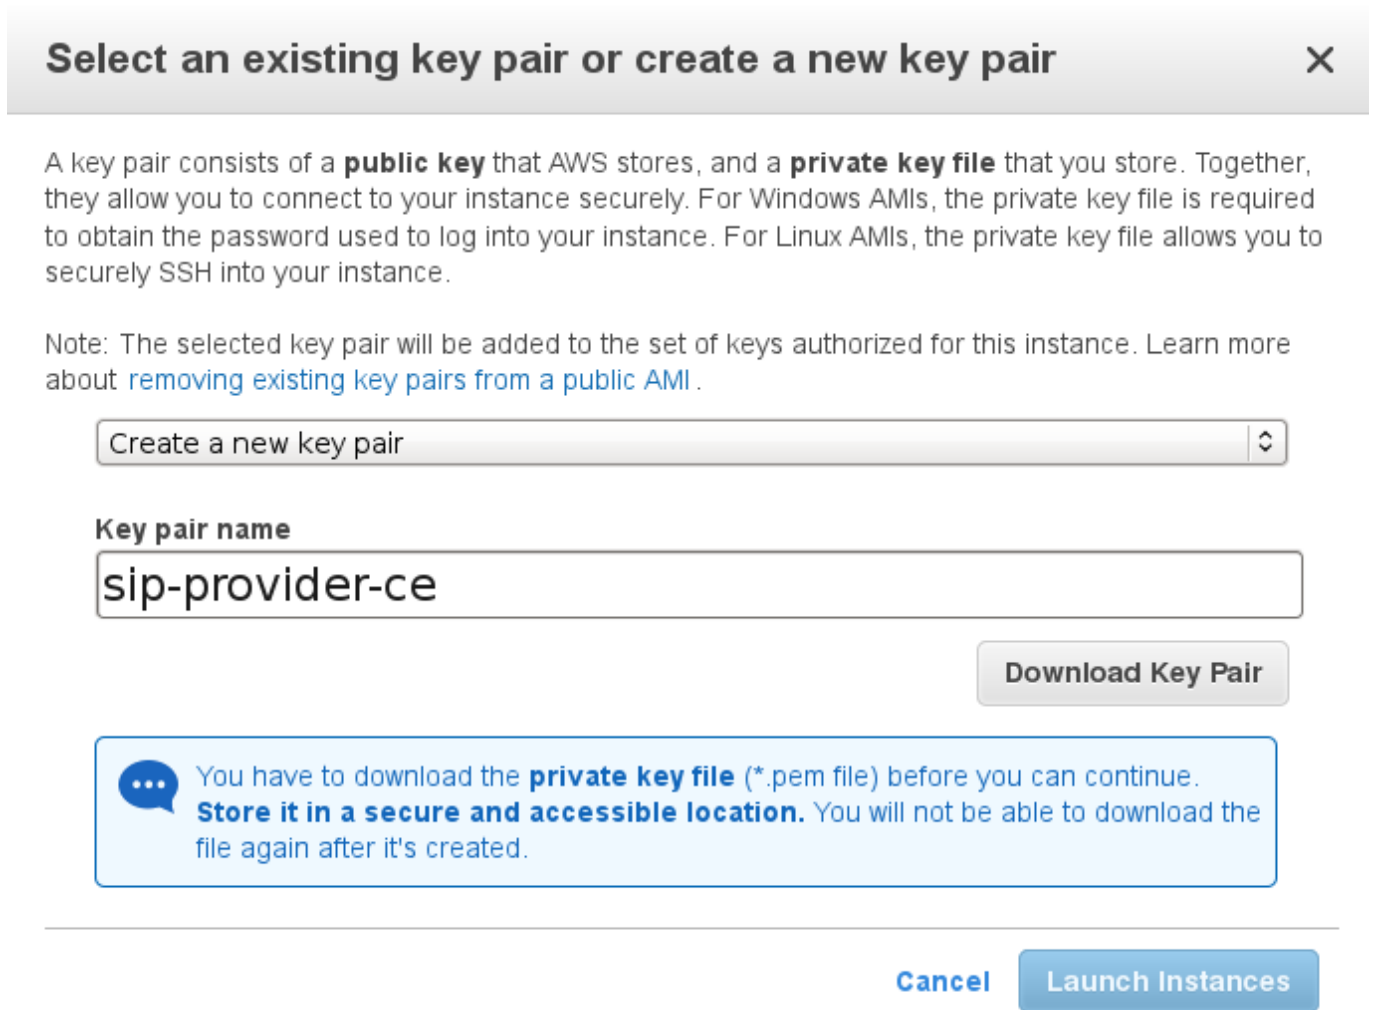 Select an existing key pair or create a new key pair
A key pair consists of a public key that AWS stores, and a private key file that you store. Together,
they allow you to connect to your instance securely. For Windows AMIs, the private key file is required
to obtain the password used to log into your instance. For Linux AMIs, the private key file allows you to
securely SSH into your instance.
Note: The selected key pair will be added to the set of keys authorized for this instance. Learn more
about removing existing key pairs from a public AMI .
Create a new key pair
Key pair name
sip-provider-ce
Download Key Pair
You have to download the private key file (*.pem file) before you can continue.
Store it in a secure and accessible location. You will not be able to download the
file again after it's created.
Cancel
Launch Instances